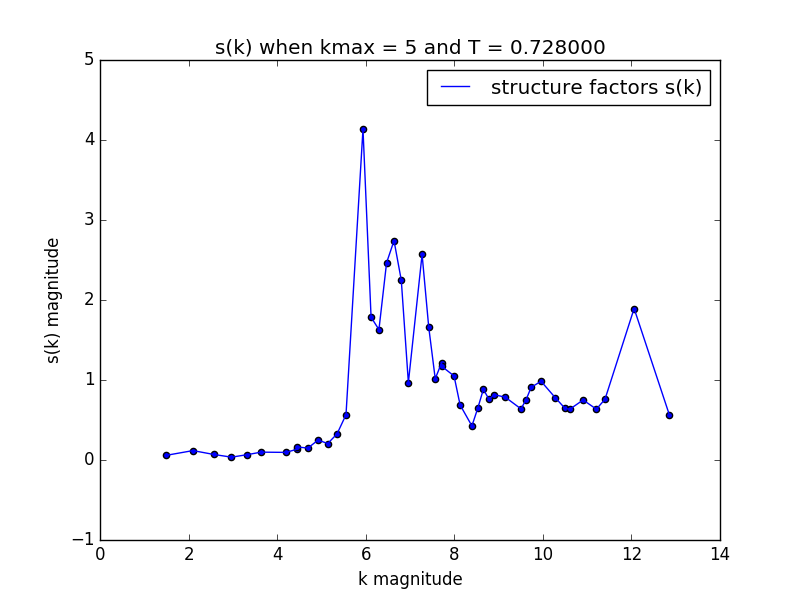 s(k) when kmax = 5 and T = 0.728000
structure factors s(k)
s(k) magnitude
5
4
3
2
1
0
−1
0 2 4 6 8 10 12 14
k magnitude